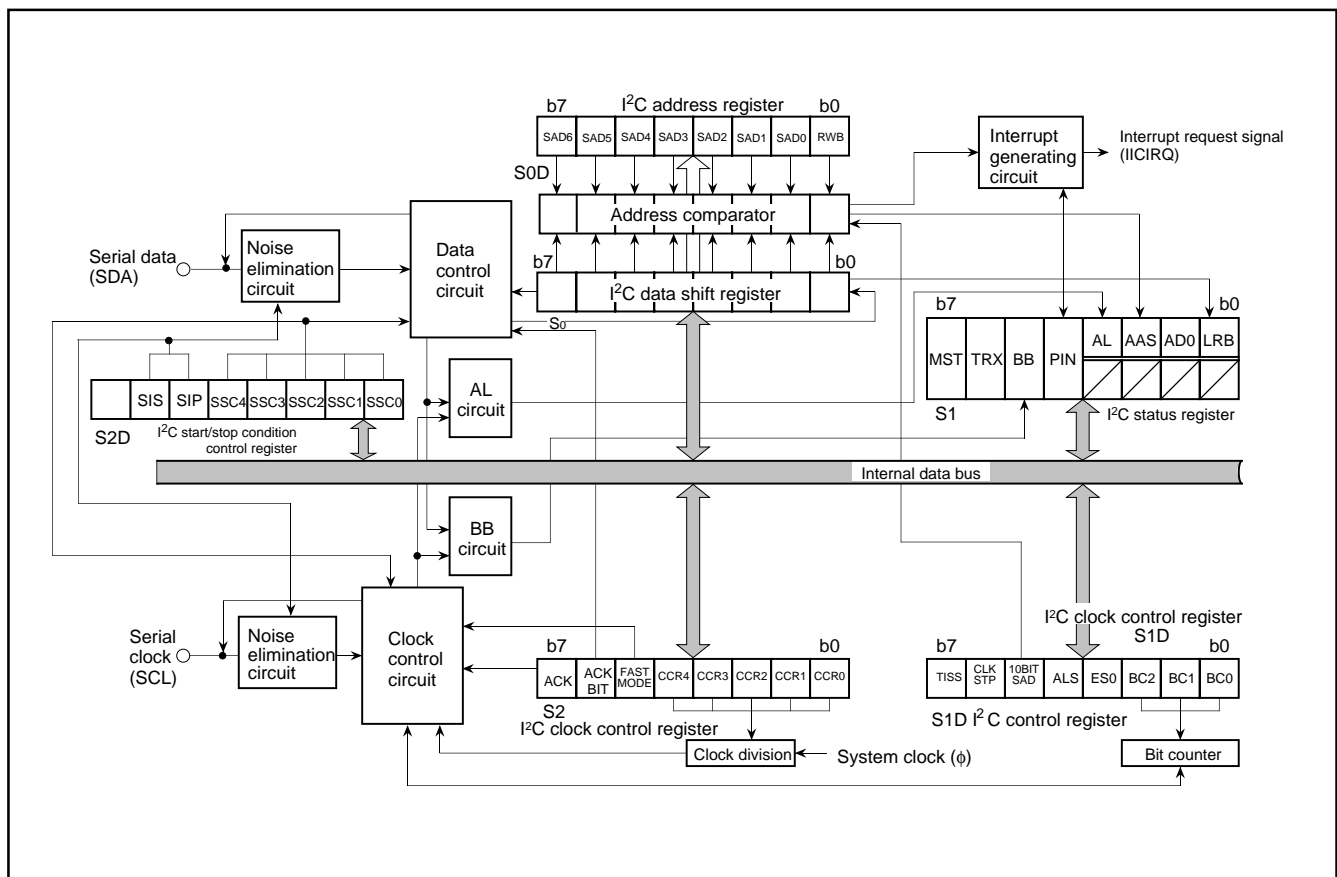 b7 I²C address register b0
SAD6 SAD5 SAD4 SAD3 SAD2 SAD1 SAD0 RWB
S0D
Address comparator
b7 b0
I²C data shift register
S0
Interrupt
generating
circuit
Interrupt request signal
(IICIRQ)
Serial data
(SDA)
Noise
elimination
circuit
Data
control
circuit
b7 b0
MST TRX BB PIN AL AAS AD0 LRB
S1
I²C status register
SIS SIP SSC4 SSC3 SSC2 SSC1 SSC0
S2D
I²C start/stop condition
control register
AL
circuit
Internal data bus
BB
circuit
Serial
clock
(SCL)
Noise
elimination
circuit
Clock
control
circuit
b7 b0
ACK ACK BIT FAST MODE CCR4 CCR3 CCR2 CCR1 CCR0
S2
I²C clock control register
Clock division
System clock (ϕ)
I²C clock control register
S1D
b7 b0
TISS CLK STP 10BIT SAD ALS ES0 BC2 BC1 BC0
S1D I² C control register
Bit counter